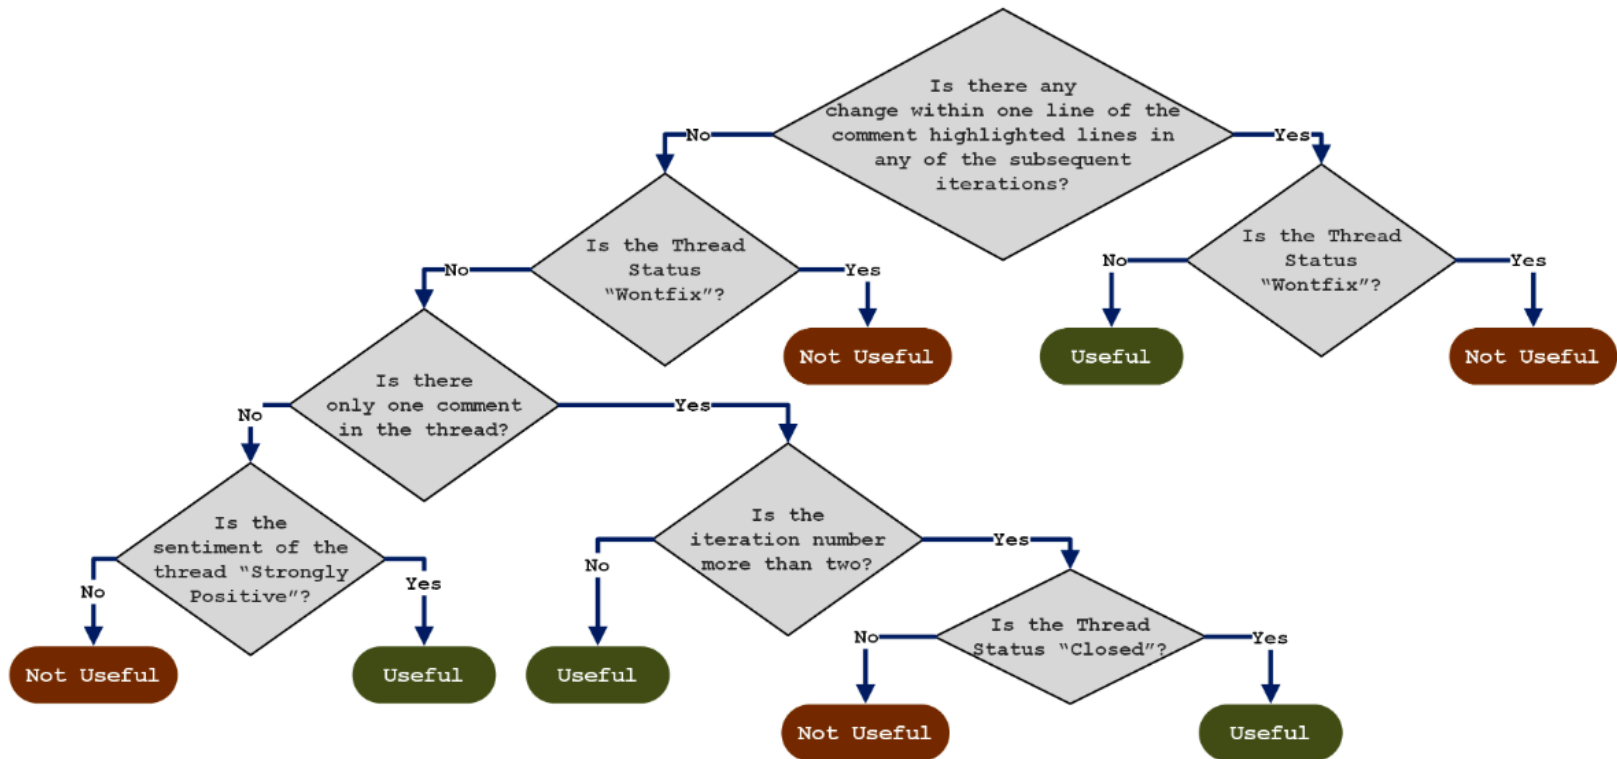 Is there any
change within one line of the
comment highlighted lines in
any of the subsequent
iterations?
No
Yes
Is the Thread
Status
“Wontfix”?
No
Yes
Not Useful
Is the Thread
Status
“Wontfix”?
No
Yes
Useful
Not Useful
Is there
only one comment
in the thread?
No
Yes
Is the
sentiment of the
thread “Strongly
Positive”?
No
Yes
Not Useful
Useful
Is the
iteration number
more than two?
No
Yes
Useful
Is the Thread
Status “Closed”?
No
Yes
Not Useful
Useful